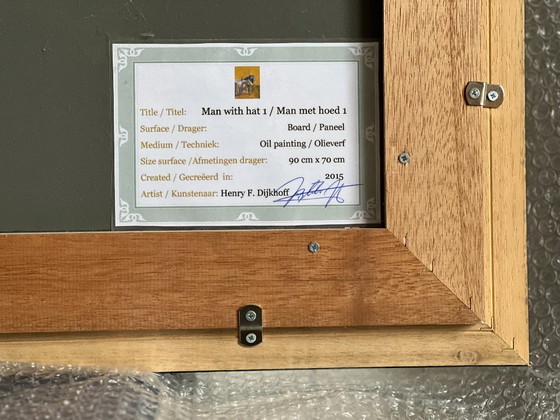 Title / Titel: Man with hat 1 / Man met hoed 1
Surface / Drager: Board / Paneel
Medium / Techniek: Oil painting / Olieverf
Size surface /Afmetingen drager: 90 cm x 70 cm
Created / Gecreëerd in: 2015
Artist / Kunstenaar: Henry F. Dijkhoff